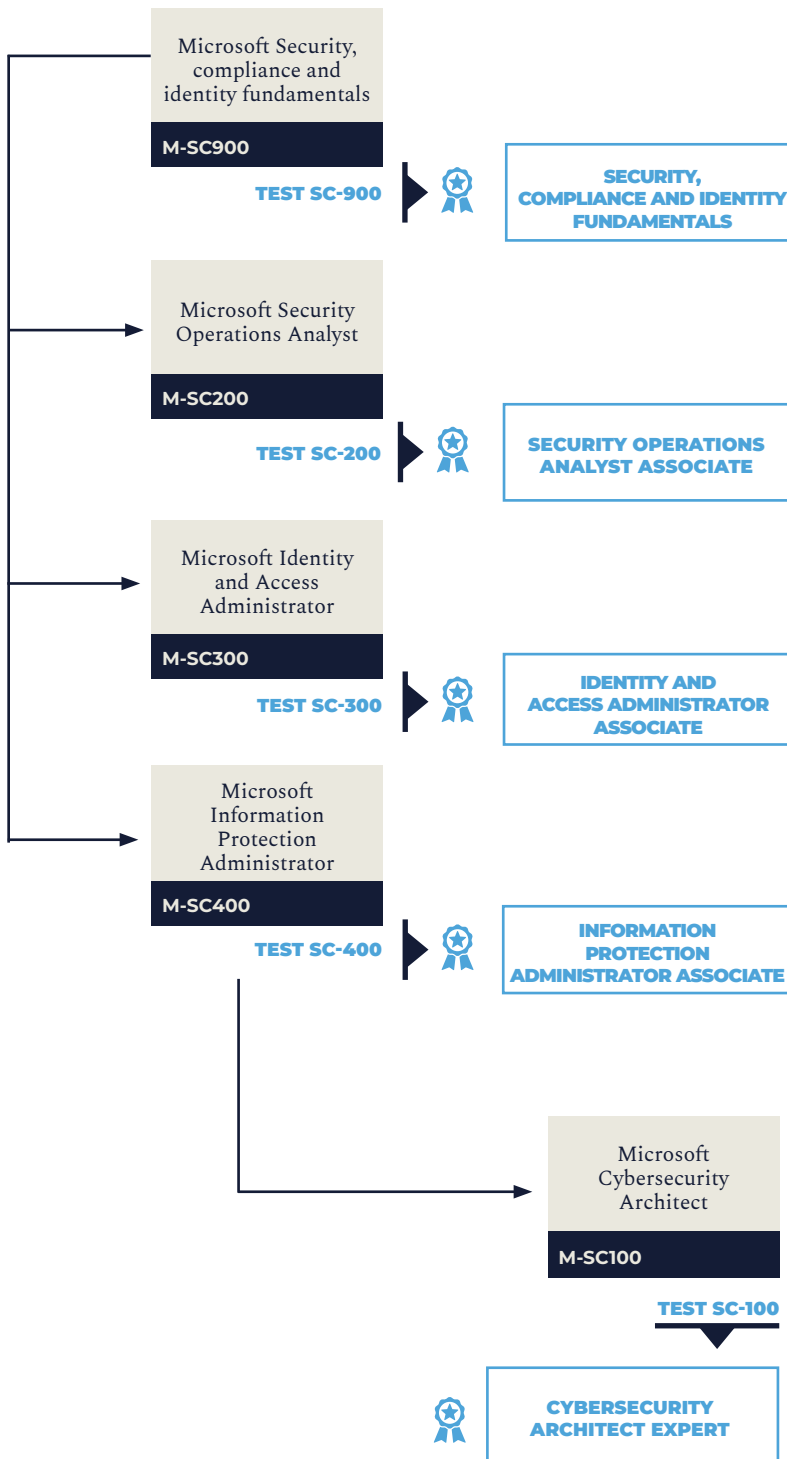 Microsoft Security,
compliance and
identity fundamentals
M-SC900
TEST SC-900
SECURITY,
COMPLIANCE AND IDENTITY
FUNDAMENTALS
Microsoft Security
Operations Analyst
M-SC200
TEST SC-200
SECURITY OPERATIONS
ANALYST ASSOCIATE
Microsoft Identity
and Access
Administrator
M-SC300
TEST SC-300
IDENTITY AND
ACCESS ADMINISTRATOR
ASSOCIATE
Microsoft
Information
Protection
Administrator
M-SC400
TEST SC-400
INFORMATION
PROTECTION
ADMINISTRATOR ASSOCIATE
Microsoft
Cybersecurity
Architect
M-SC100
TEST SC-100
CYBERSECURITY
ARCHITECT EXPERT